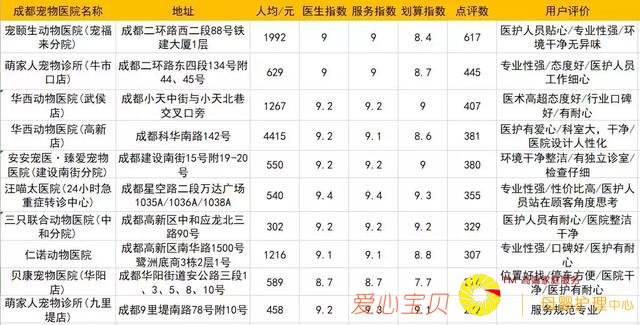 成都宠物医院名称 地址 人均/元 医生指数 服务指数 划算指数 点评数 用户评价
宠颐生动物医院(宠福来分院) 成都二环路西二段88号铁建大厦1层 1992 9 9 8.4 617 医护人员贴心/专业性强/环境干净无异味
萌家人宠物诊所(牛市口店) 成都二环路东四段134号附44、45号 629 9 9 8.7 445 专业性强/态度好/医护人员工作细心
华西动物医院(武侯店) 成都小天中街与小天北巷交叉口旁 1267 9.2 9.2 9 407 医术高超态度好/行业口碑好/有耐心
华西动物医院(高新店) 成都科华南路142号 4415 9.2 9.1 8.6 381 医护有爱心/科室大，干净/医院设计人性化
安安宠医·臻爱宠物医院(建设南街分院) 成都建设南街15号附19-20号 550 9.2 9.2 9 380 环境干净整洁/有独立诊室/检查仔细
汪喵太医院(24小时急重症转诊中心) 成都星空路二段万达广场1035A/1036A/1038A 540 9.4 9.4 9.3 355 专业性强/性价比高/医护人员站在顾客角度思考
三只联合动物医院(中和分院) 成都高新区中和应龙北三路90号 302 9.2 9.2 9.2 329 医护人员有耐心/医院整洁干净
仁诺动物医院 成都高新区南华路1500号鹭洲底商3栋2层1号 1216 9.1 9.1 8.8 307 专业性强/口碑好/医护有耐心
贝康宠物医院(华阳店) 成都华阳街道安公路三段1、3、5、8、10号 589 8.7 7.7 7.7 位置好找/停车方便/医院干净/医护有耐心
萌家人宠物诊所(九里堤店) 成都9里堤南路78号附10号 458 9.2 9.3 9.1 服务规范专业/
爱心宝贝 母婴护理中心